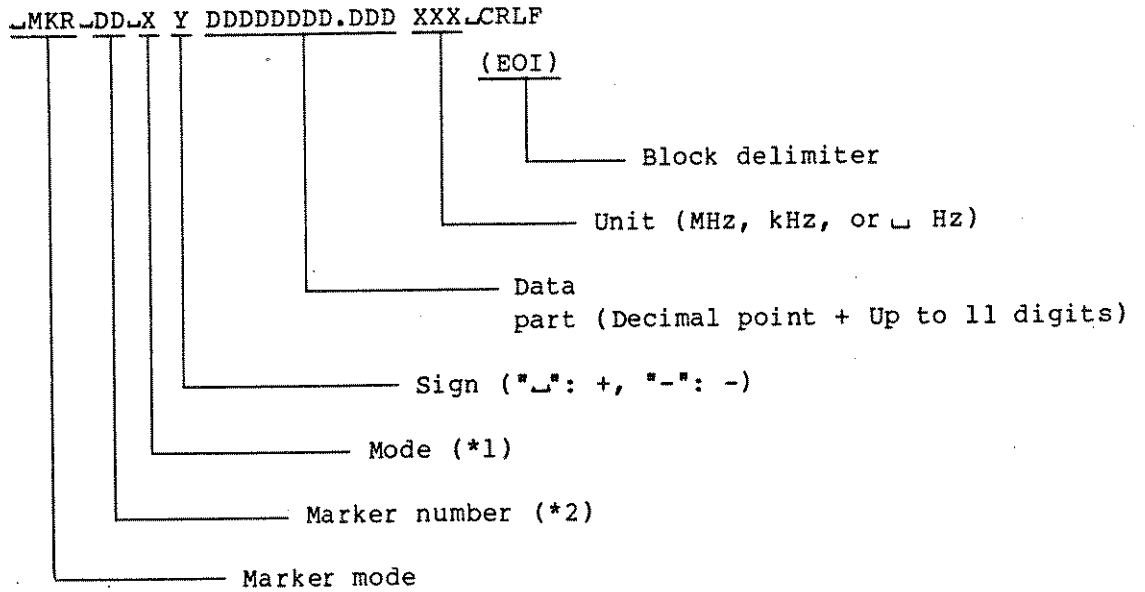 ␣MKR␣DD␣X Y DDDDDDDD.DDD XXX␣CRLF
(EOI)
Block delimiter
Unit (MHz, kHz, or ␣ Hz)
Data
part (Decimal point + Up to 11 digits)
Sign ("␣": +, "-": -)
Mode (*1)
Marker number (*2)
Marker mode